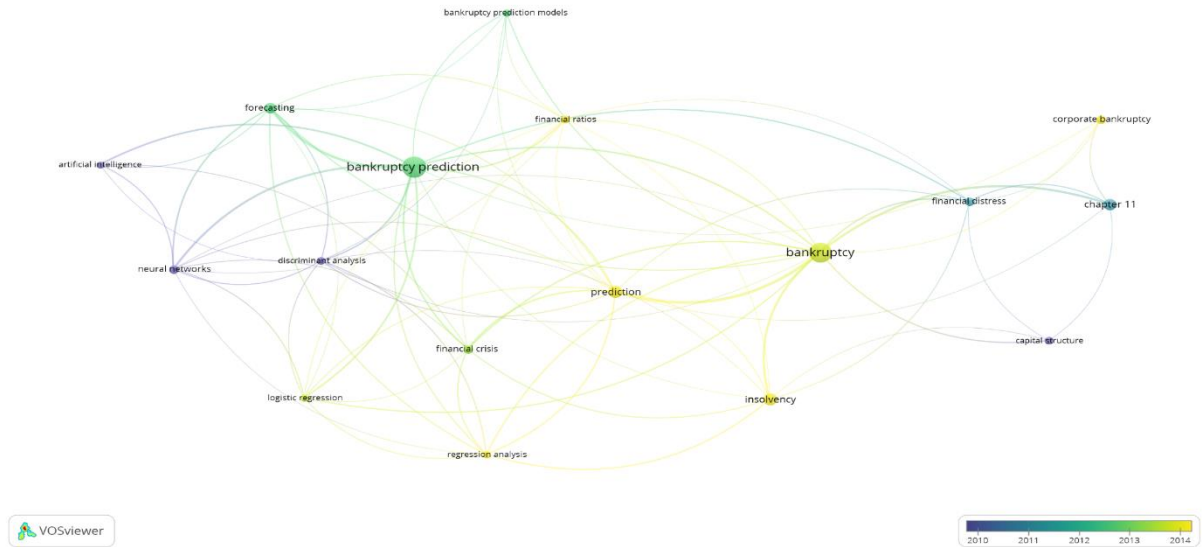 bankruptcy prediction models
forecasting
financial ratios
corporate bankruptcy
artificial intelligence
bankruptcy prediction
financial distress
chapter 11
bankruptcy
discriminant analysis
neural networks
prediction
capital structure
financial crisis
logistic regression
insolvency
regression analysis
VOSviewer
2010 2011 2012 2013 2014